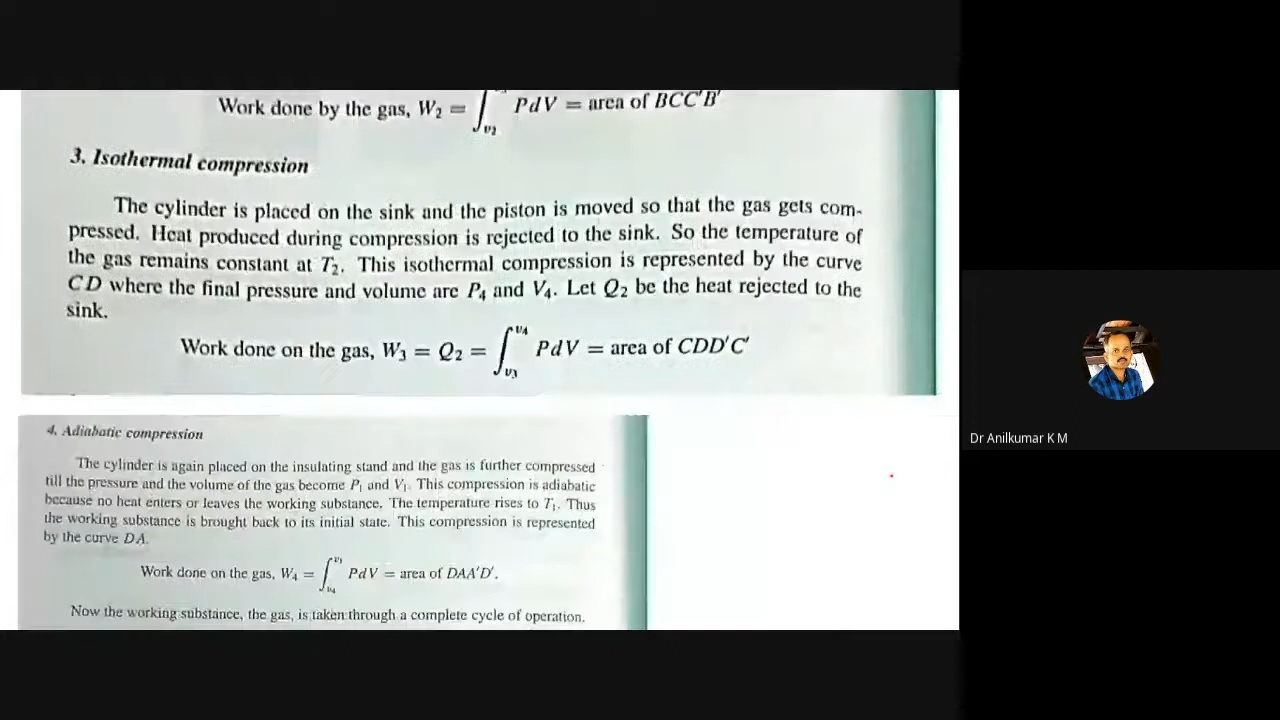 Work done by the gas, W₂ = ∫ᵥ₂ PdV = area of BCC'B'
3. Isothermal compression
The cylinder is placed on the sink and the piston is moved so that the gas gets com-
pressed. Heat produced during compression is rejected to the sink. So the temperature of
the gas remains constant at T₂. This isothermal compression is represented by the curve
CD where the final pressure and volume are P₄ and V₄. Let Q₂ be the heat rejected to the
sink.
Work done on the gas, W₃ = Q₂ = ∫ᵥ₃^v₄ PdV = area of CDD'C'
4. Adiabatic compression
The cylinder is again placed on the insulating stand and the gas is further compressed
till the pressure and the volume of the gas become P₁ and V₁. This compression is adiabatic
because no heat enters or leaves the working substance. The temperature rises to T₁. Thus
the working substance is brought back to its initial state. This compression is represented
by the curve DA.
Work done on the gas, W₄ = ∫ᵥ₄^v₁ PdV = area of DAA'D'.
Now the working substance, the gas, is taken through a complete cycle of operation.
Dr Anilkumar K M